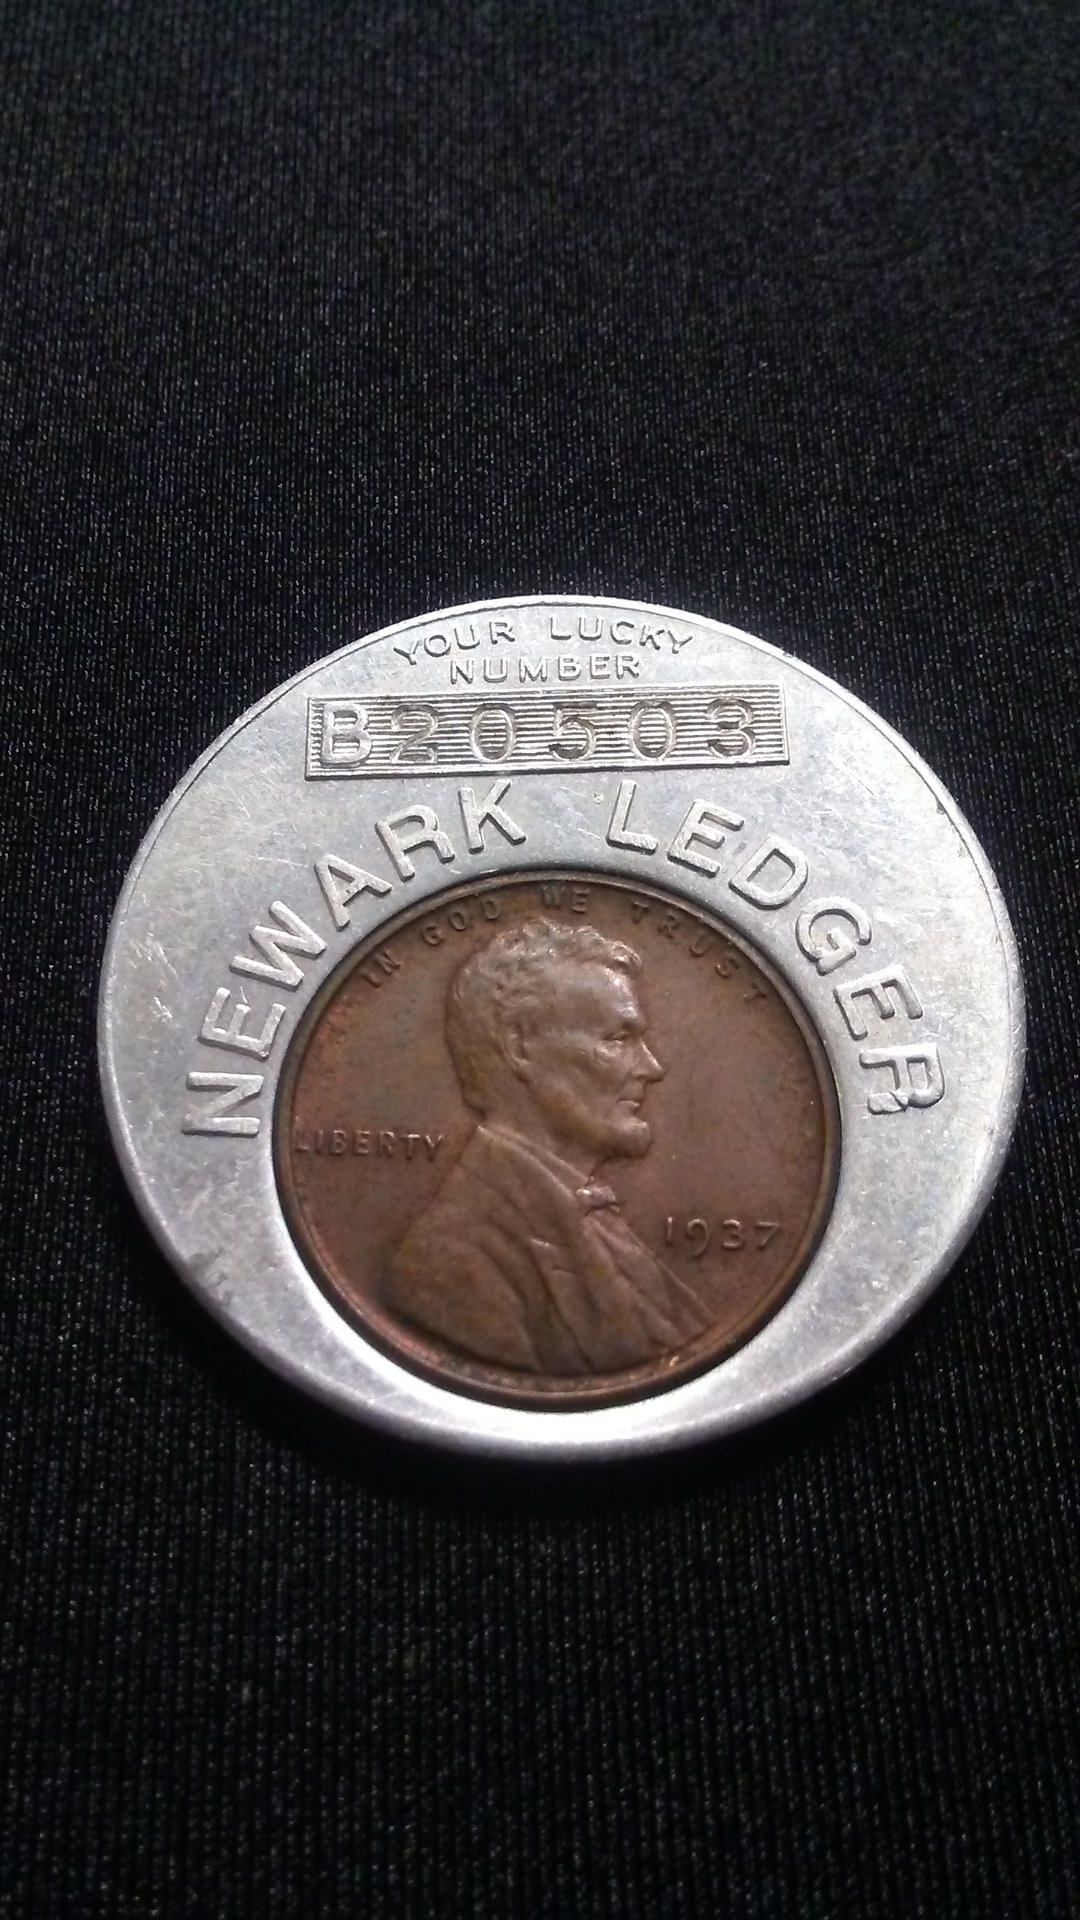 YOUR LUCKY
NUMBER
B20503
NEWARK LEDGER
IN GOD WE TRUST
LIBERTY
1937